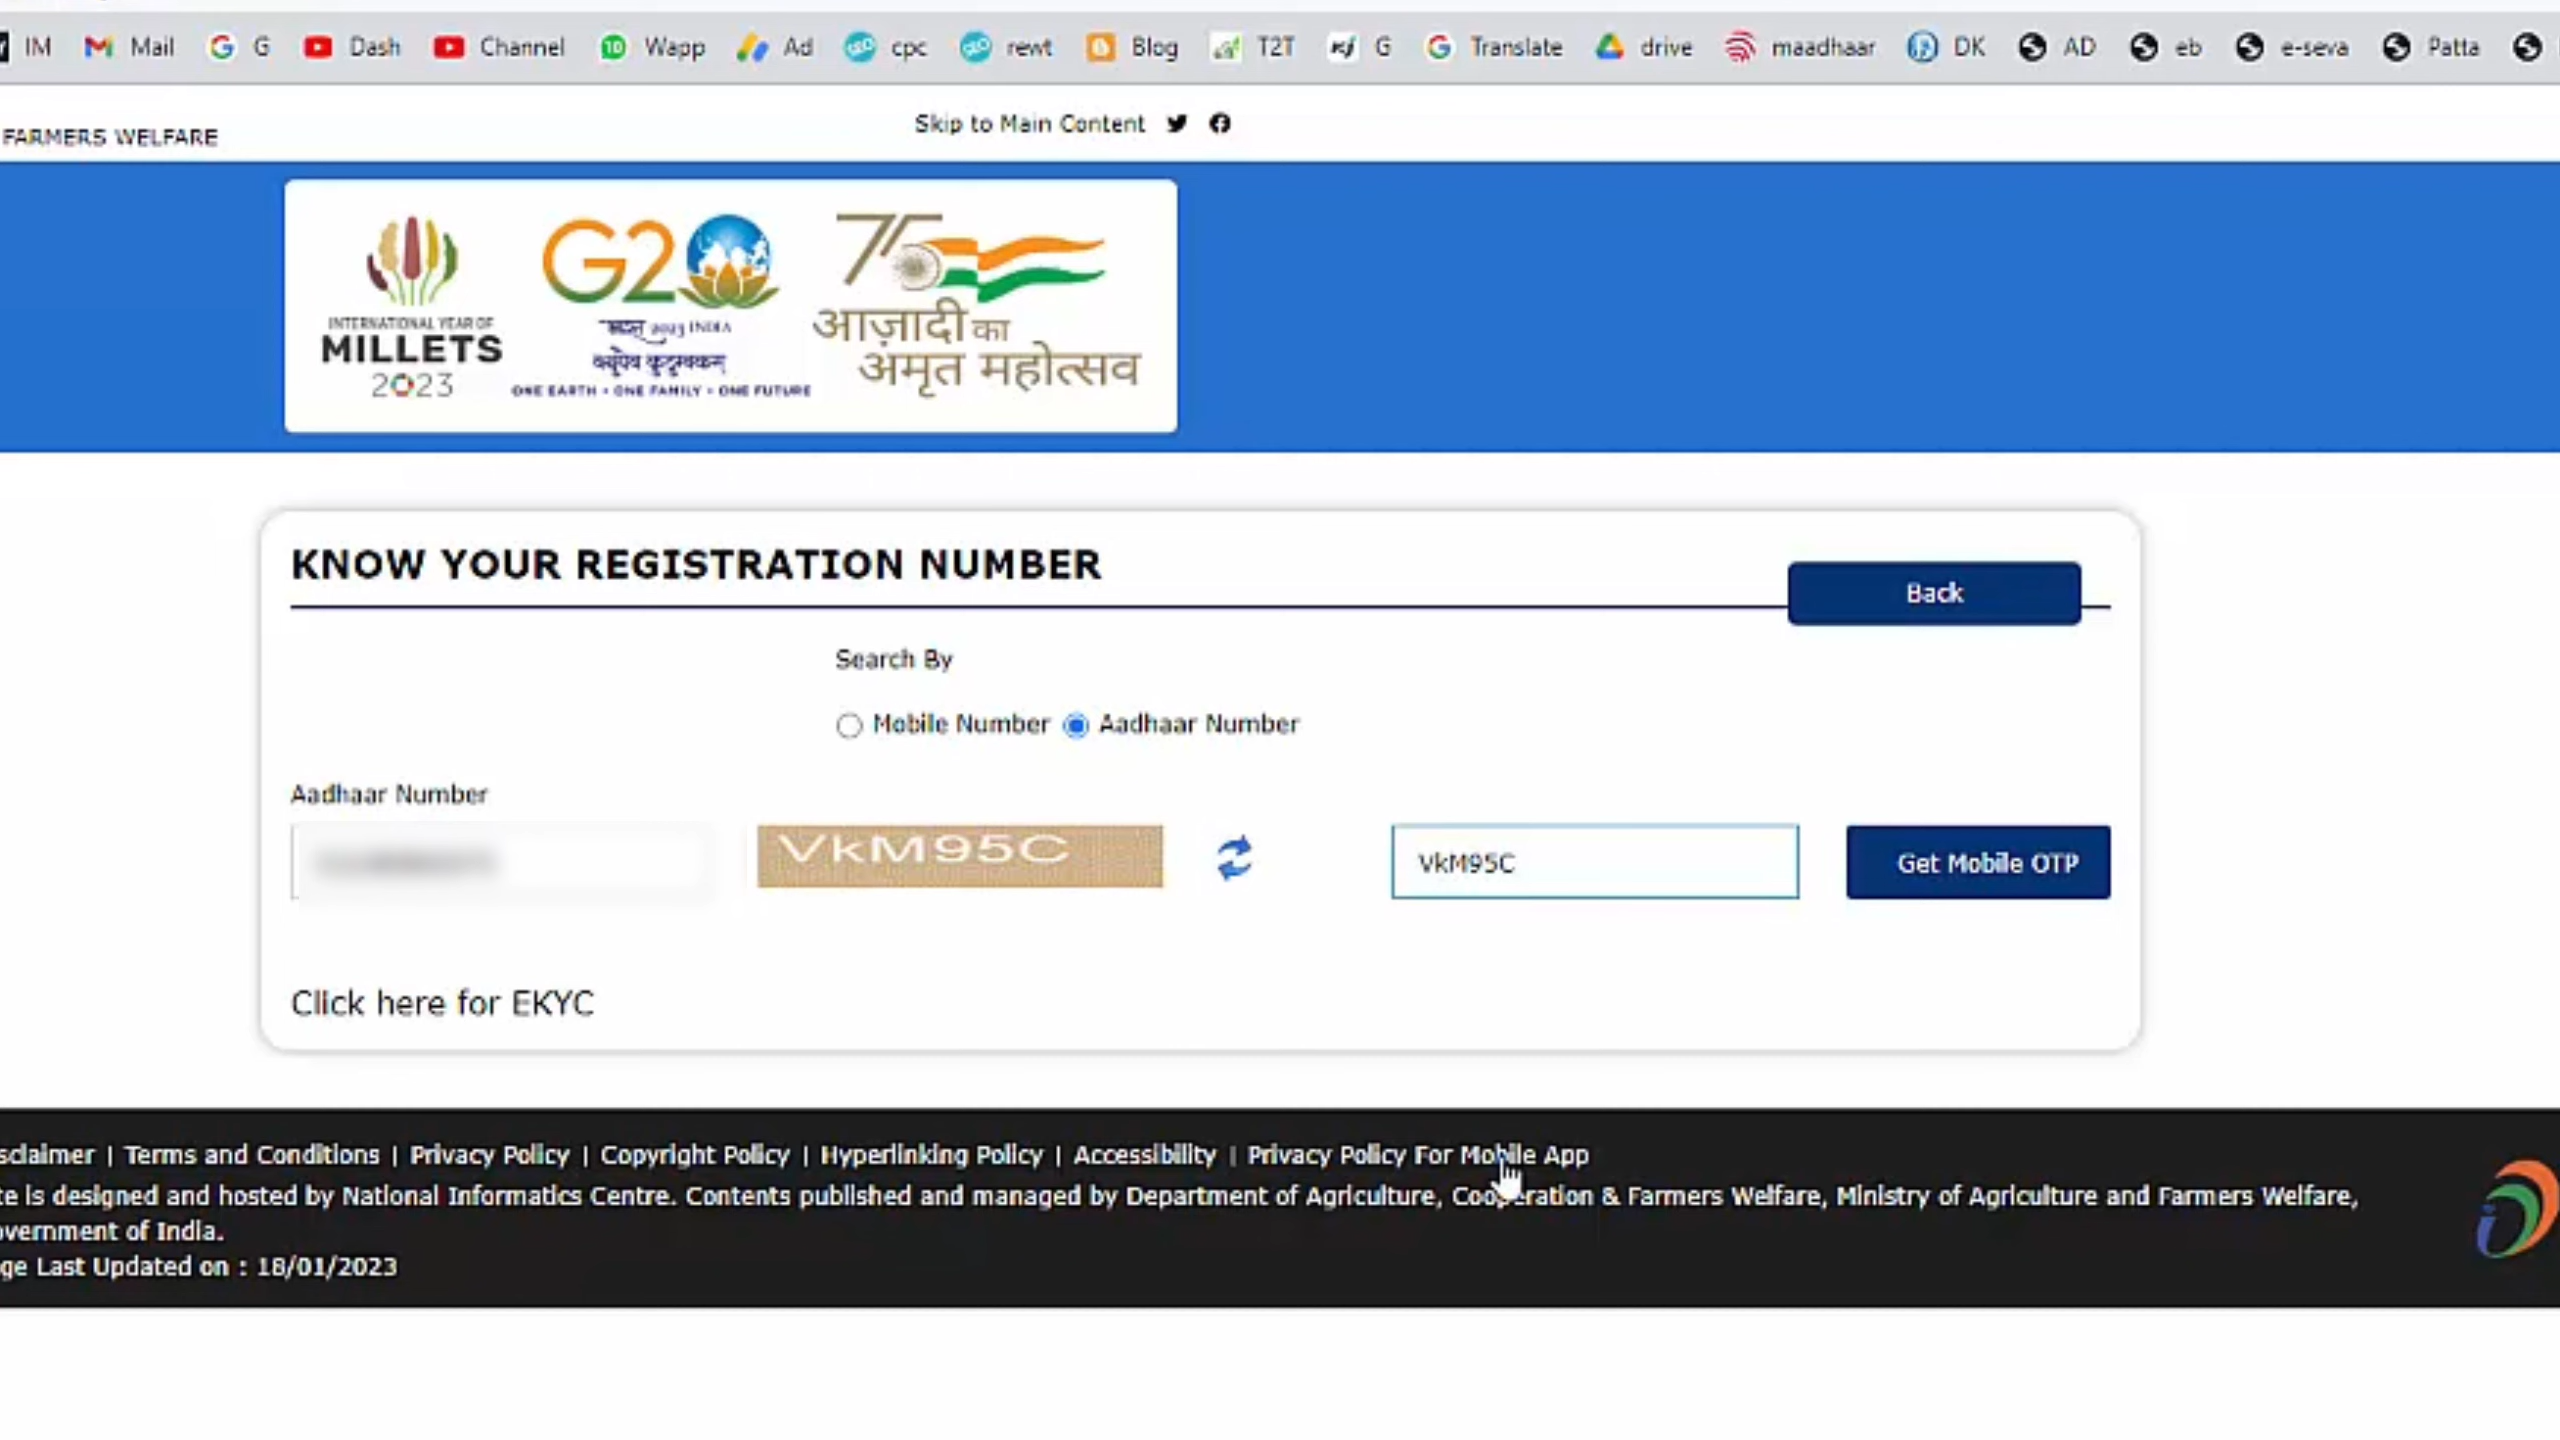 IM Mail G Dash Channel Wapp Ad cpc rewt Blog T2T G Translate drive maadhaar DK AD eb e-seva Patta
FARMERS WELFARE
Skip to Main Content
INTERNATIONAL YEAR OF
MILLETS
2023
G20
2023 INDIA
ONE EARTH • ONE FAMILY • ONE FUTURE
75
आज़ादी का
अमृत महोत्सव
KNOW YOUR REGISTRATION NUMBER
Back
Search By
Mobile Number Aadhaar Number
Aadhaar Number
VkM95C
VkM95C
Get Mobile OTP
Click here for EKYC
sclaimer | Terms and Conditions | Privacy Policy | Copyright Policy | Hyperlinking Policy | Accessibility | Privacy Policy For Mobile App
te is designed and hosted by National Informatics Centre. Contents published and managed by Department of Agriculture, Cooperation & Farmers Welfare, Ministry of Agriculture and Farmers Welfare,
overnment of India.
ge Last Updated on : 18/01/2023